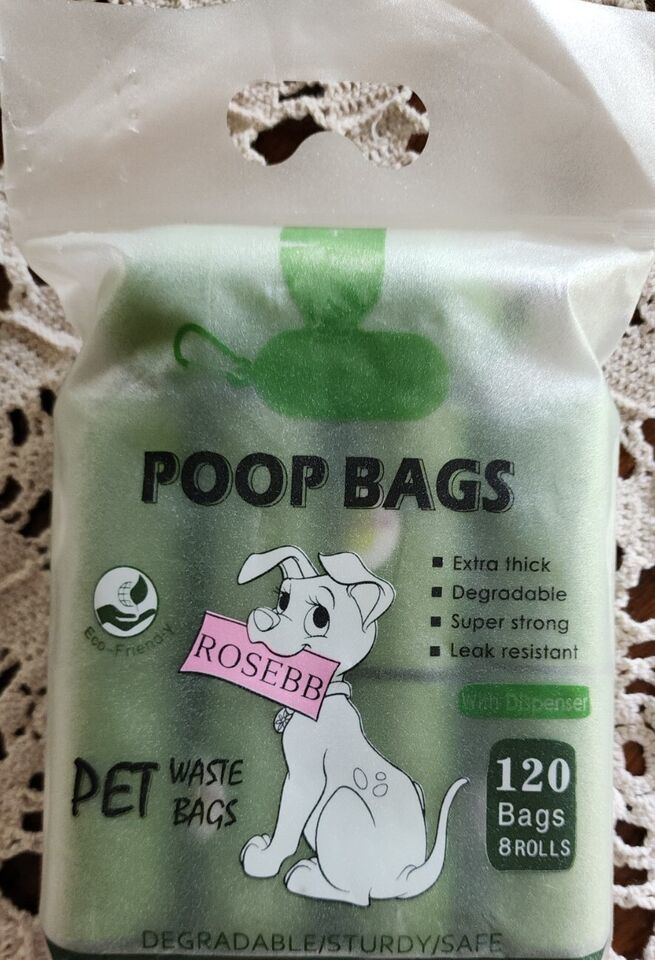 POOP BAGS
Extra thick
Degradable
Super strong
Leak resistant
Eco-Friendly
ROSEBB
With Dispenser
PET WASTE
BAGS
120
Bags
8 ROLLS
DEGRADABLE/STURDY/SAFE